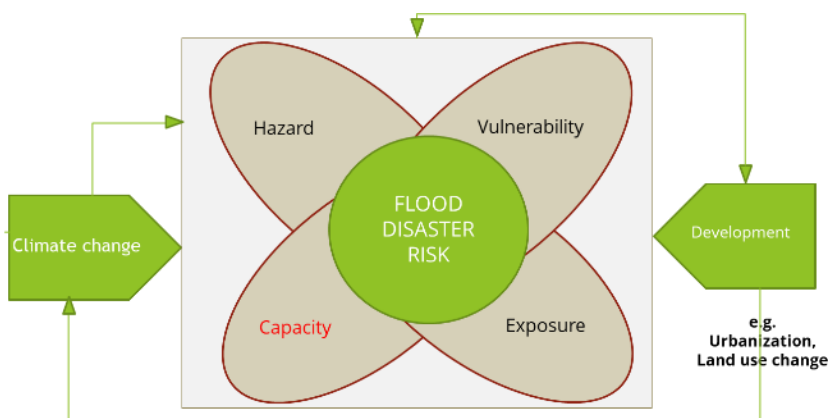 Hazard
Vulnerability
FLOOD
DISASTER
RISK
Climate change
Development
Capacity
Exposure
e.g.
Urbanization,
Land use change